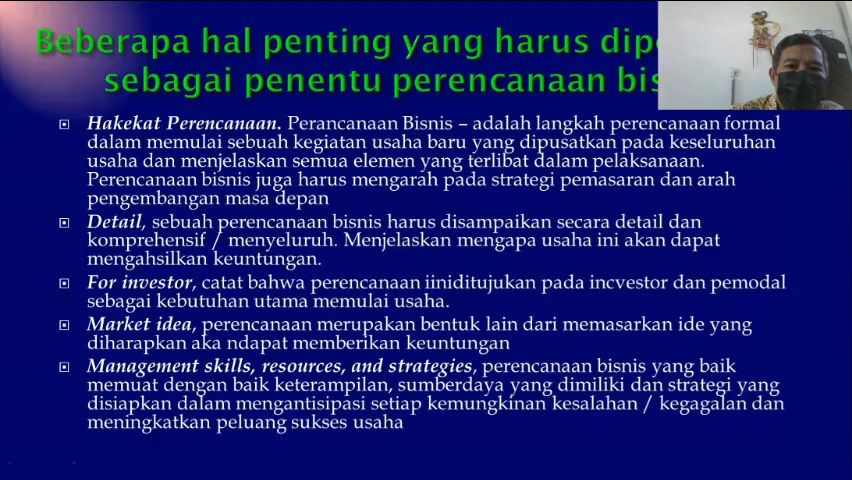 Beberapa hal penting yang harus
sebagai penentu perencanaan
Hakekat Perencanaan. Perancanaan Bisnis – adalah langkah perencanaan formal
dalam memulai sebuah kegiatan usaha baru yang dipusatkan pada keseluruhan
usaha dan menjelaskan semua elemen yang terlibat dalam pelaksanaan.
Perencanaan bisnis juga harus mengarah pada strategi pemasaran dan arah
pengembangan masa depan
Detail, sebuah perencanaan bisnis harus disampaikan secara detail dan
komprehensif / menyeluruh. Menjelaskan mengapa usaha ini akan dapat
mengahsilkan keuntungan.
For investor, catat bahwa perencanaan iiniditujukan pada incvestor dan pemodal
sebagai kebutuhan utama memulai usaha.
Market idea, perencanaan merupakan bentuk lain dari memasarkan ide yang
diharapkan aka ndapat memberikan keuntungan
Management skills, resources, and strategies, perencanaan bisnis yang baik
memuat dengan baik keterampilan, sumberdaya yang dimiliki dan strategi yang
disiapkan dalam mengantisipasi setiap kemungkinan kesalahan / kegagalan dan
meningkatkan peluang sukses usaha